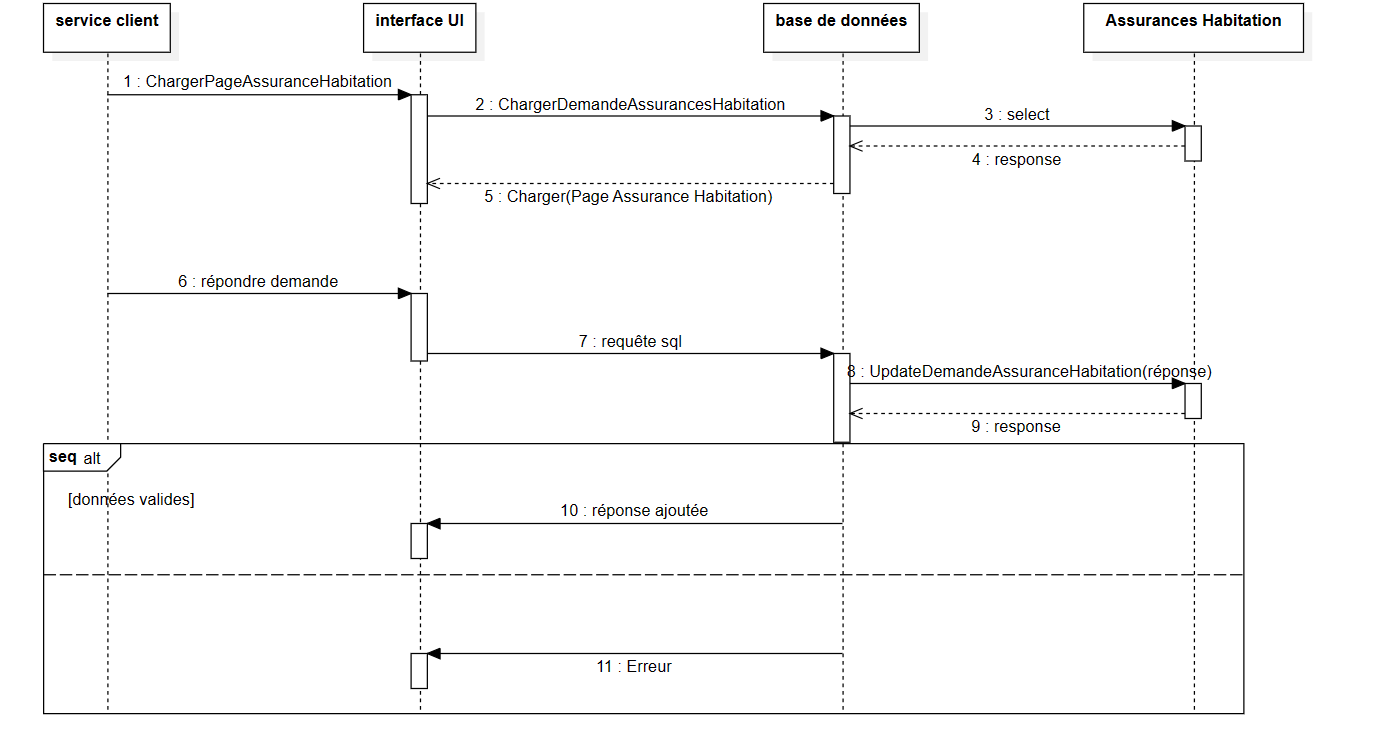 service client
interface UI
base de données
Assurances Habitation
1 : ChargerPageAssuranceHabitation
2 : ChargerDemandeAssurancesHabitation
3 : select
4 : response
5 : Charger(Page Assurance Habitation)
6 : répondre demande
7 : requête sql
8 : UpdateDemandeAssuranceHabitation(réponse)
9 : response
seq alt
[données valides]
10 : réponse ajoutée
11 : Erreur